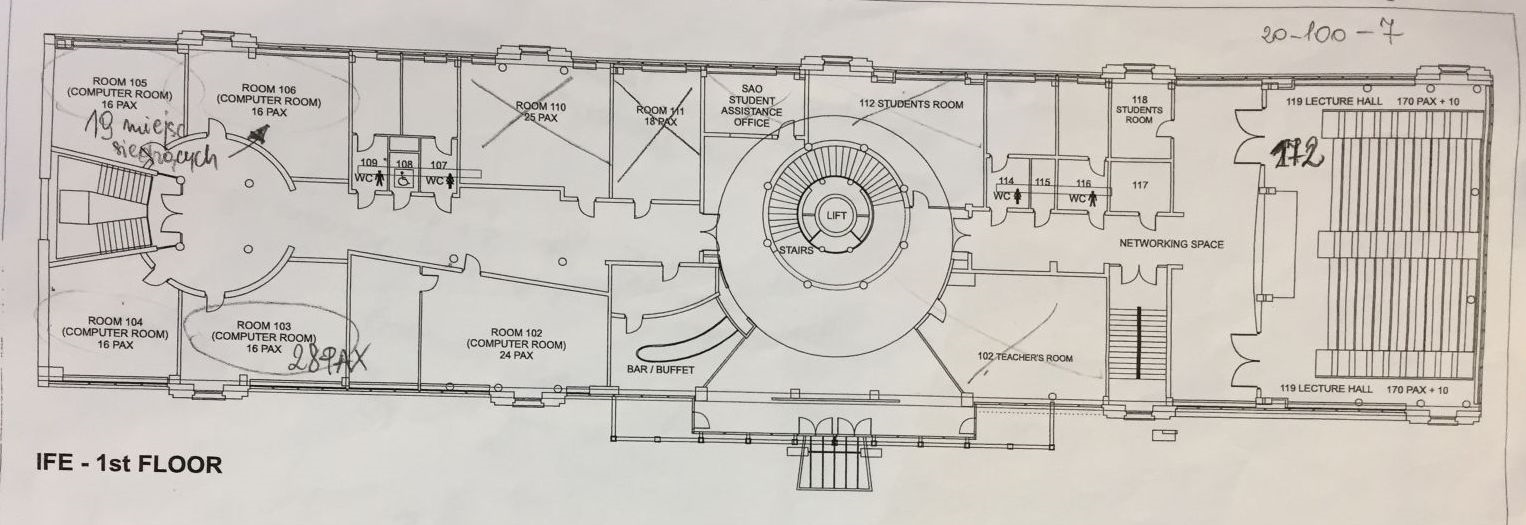 20-100-7
ROOM 105
(COMPUTER ROOM)
16 PAX
19 miejsc
siedzących
ROOM 106
(COMPUTER ROOM)
16 PAX
109
WC
108
107
WC
ROOM 110
25 PAX
ROOM 111
18 PAX
SAO
STUDENT
ASSISTANCE
OFFICE
112 STUDENTS ROOM
118
STUDENTS
ROOM
119 LECTURE HALL 170 PAX + 10
172
114
WC
115
116
WC
117
LIFT
STAIRS
NETWORKING SPACE
ROOM 104
(COMPUTER ROOM)
16 PAX
ROOM 103
(COMPUTER ROOM)
16 PAX
28 PAX
ROOM 102
(COMPUTER ROOM)
24 PAX
BAR / BUFFET
102 TEACHER'S ROOM
119 LECTURE HALL 170 PAX + 10
IFE - 1st FLOOR